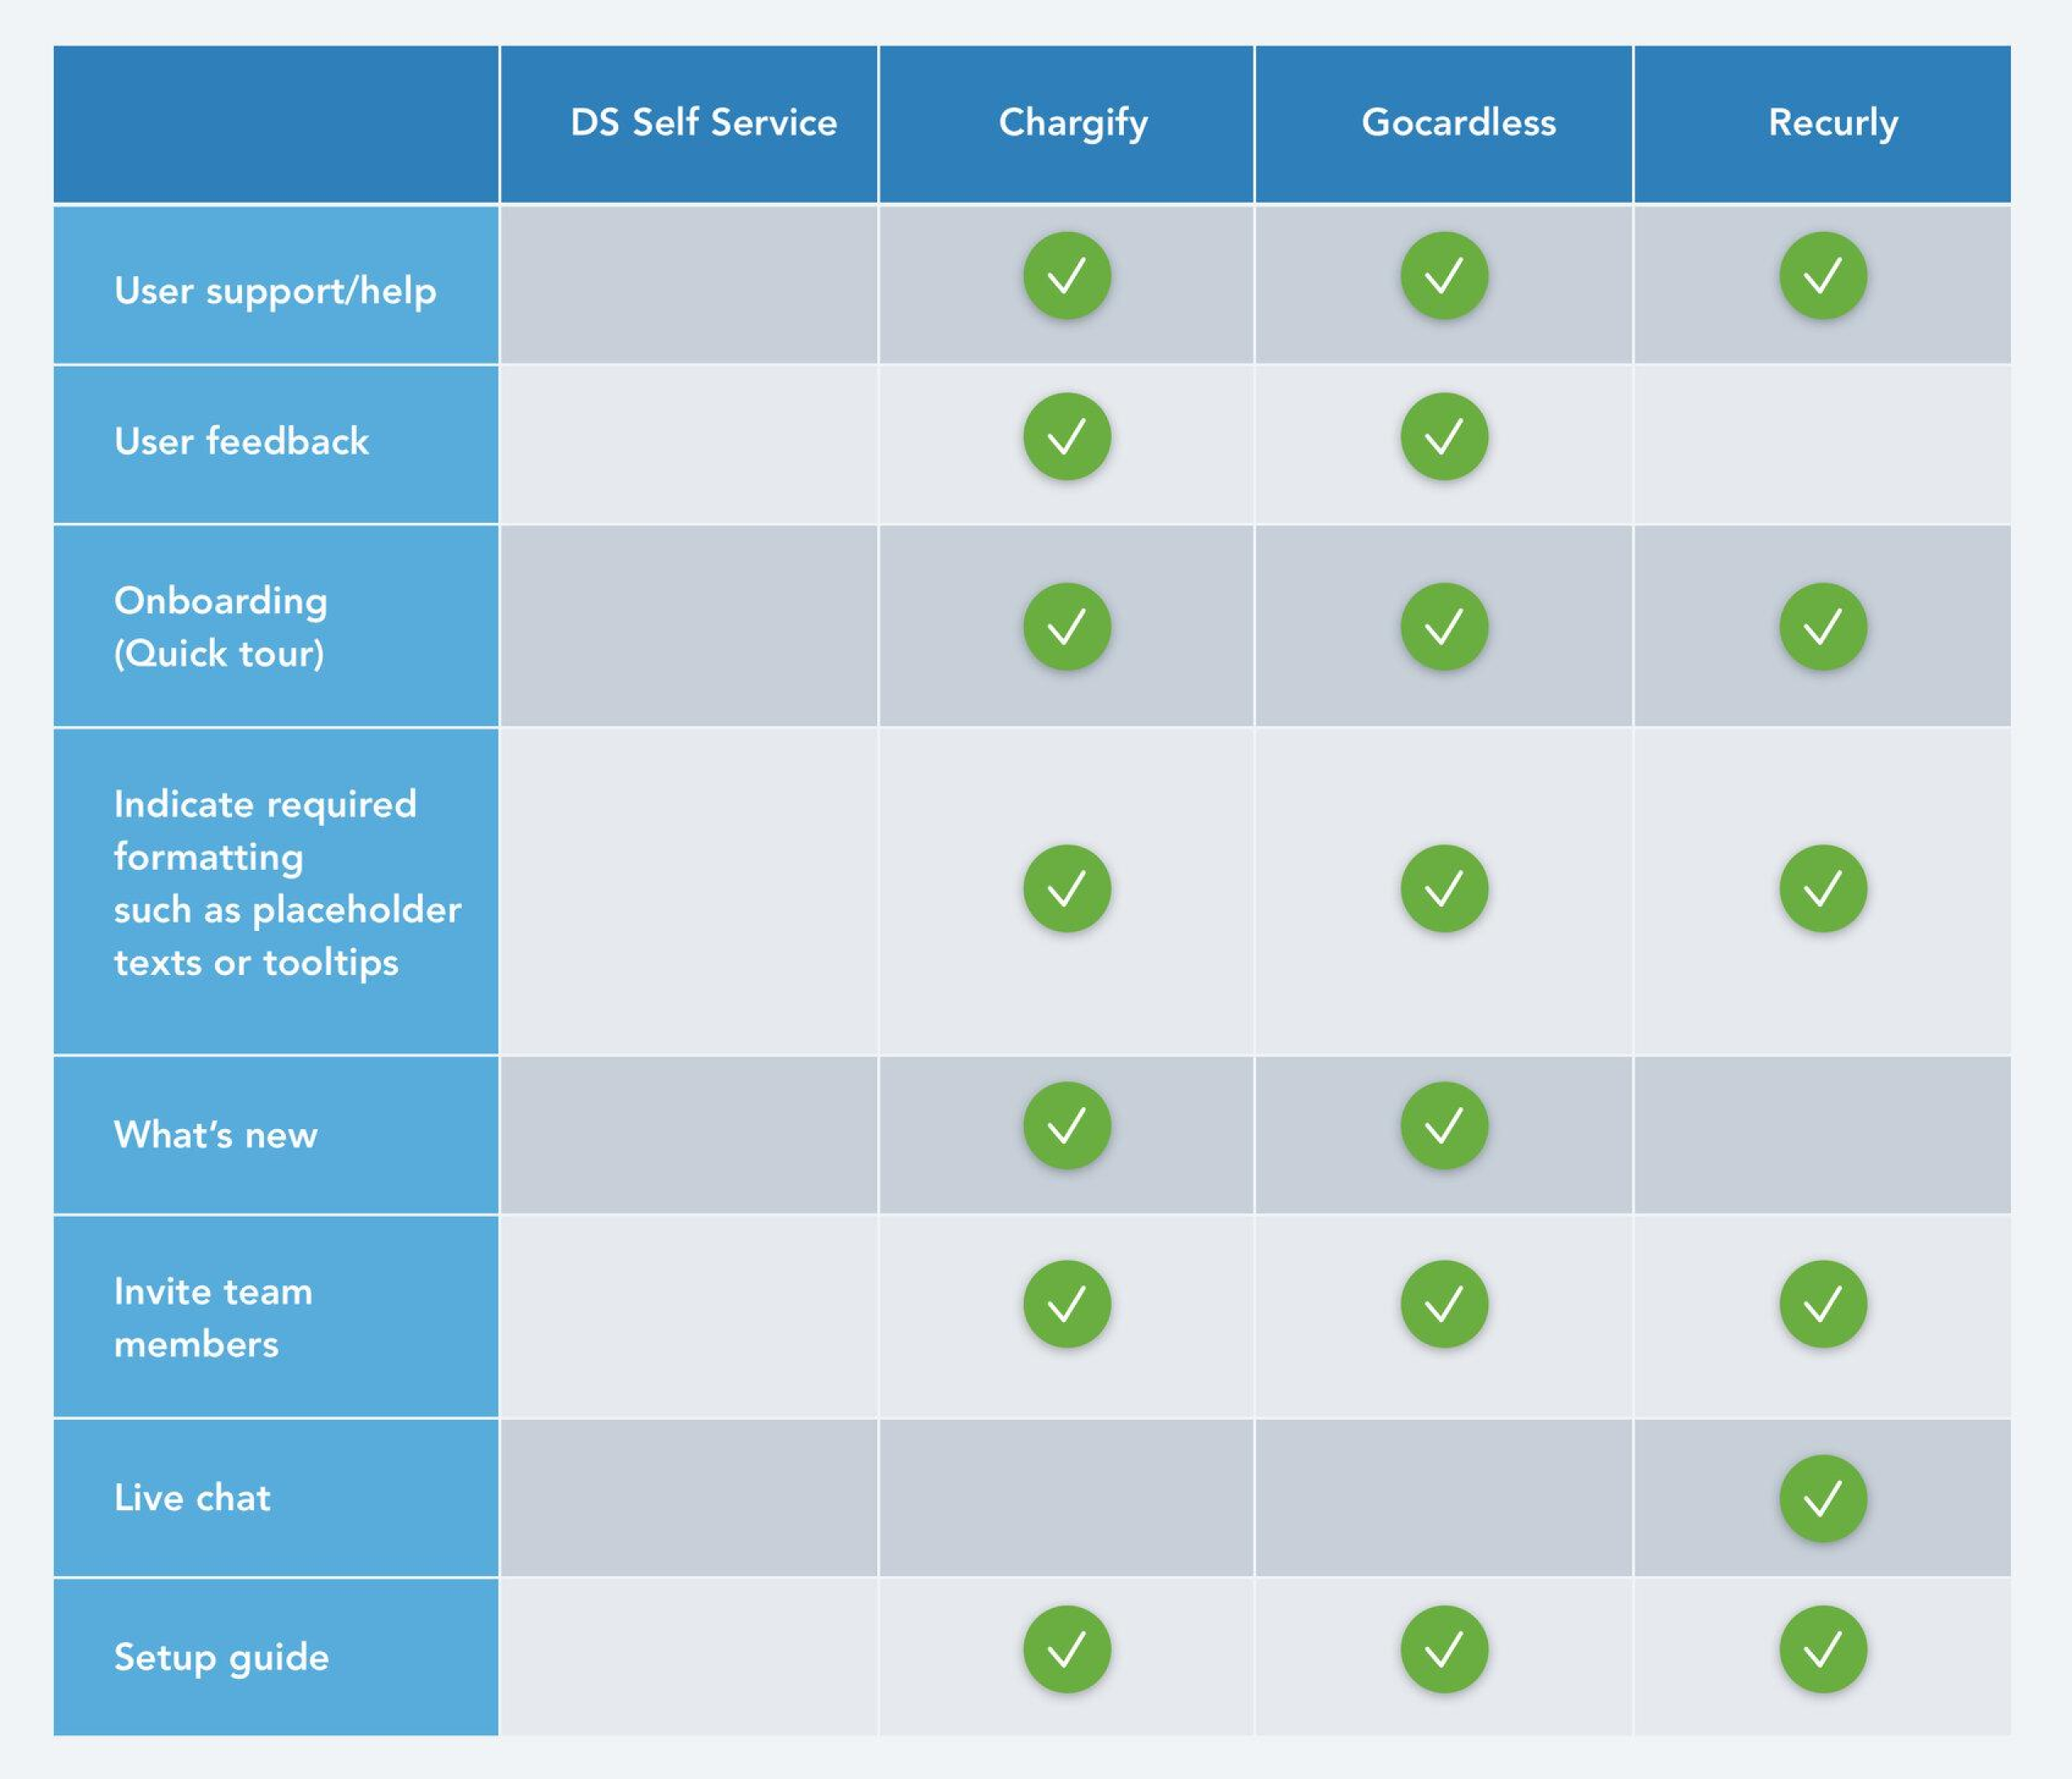 DS Self Service
Chargify
Gocardless
Recurly
User support/help
User feedback
Onboarding
(Quick tour)
Indicate required
formatting
such as placeholder
texts or tooltips
What’s new
Invite team
members
Live chat
Setup guide